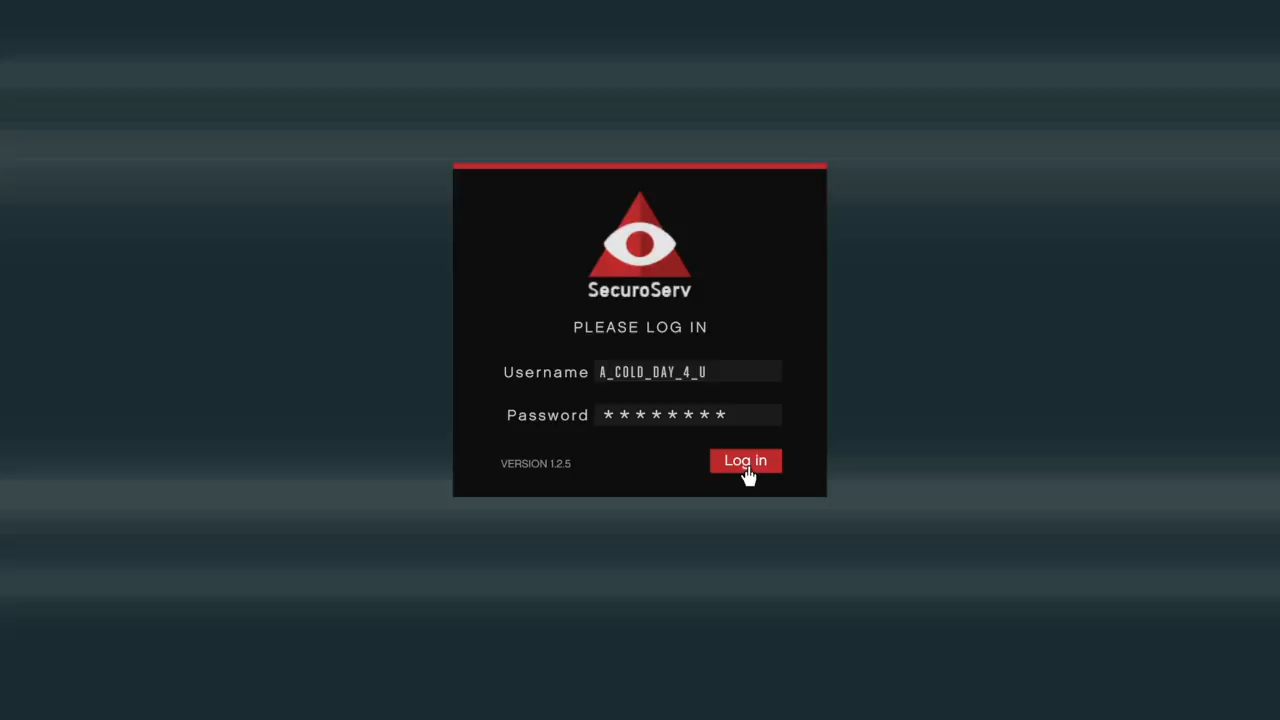 SecuroServ
PLEASE LOG IN
Username A_COLD_DAY_4_U
Password ********
VERSION 1.2.5 Log in